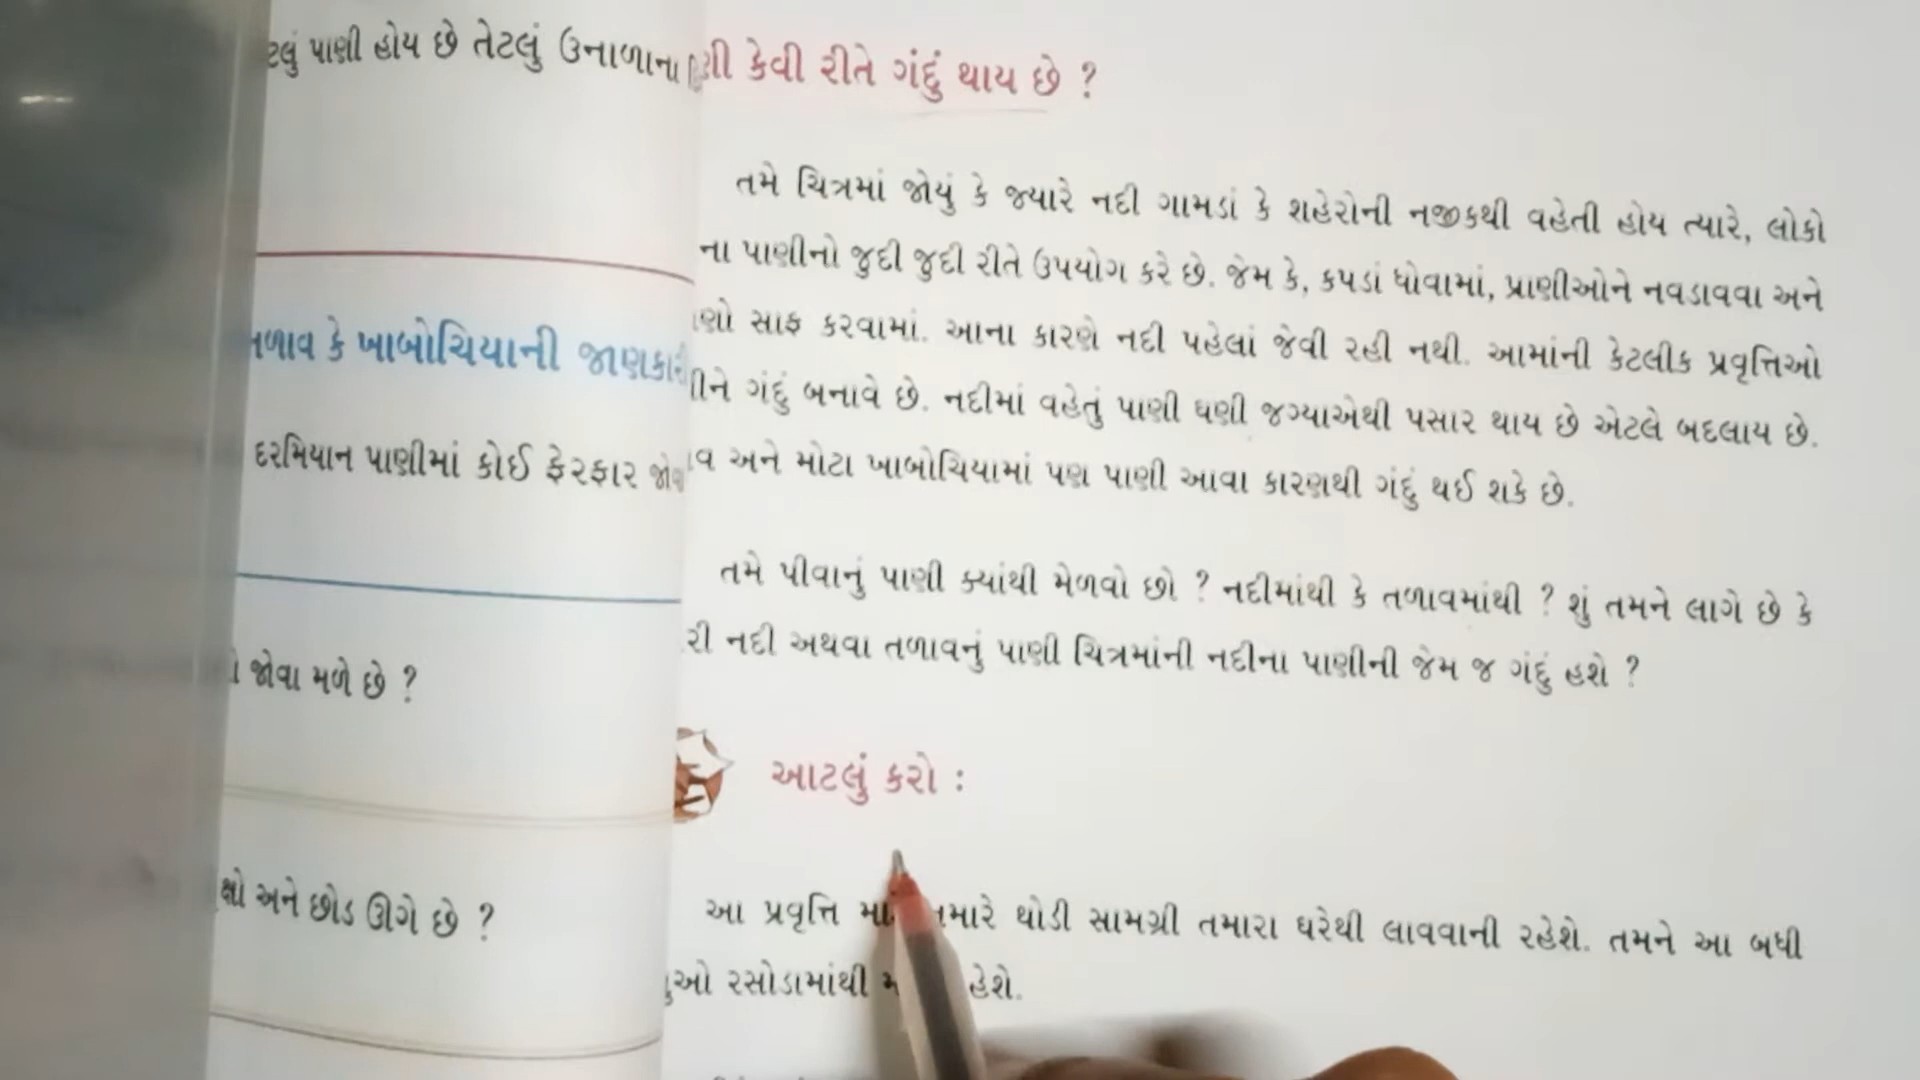 પાણી હોય છે તેટલું ઉનાળાના
દરમિયાન પાણીમાં કોઈ ફેરફાર
કે ખાબોચિયાની
જોવા મળે છે ?
અને છોડ ઊગે છે ?
કેવી રીતે ગંદું થાય છે ?
તમે ચિત્રમાં જોયું કે જ્યારે નદી ગામડાં કે શહેરોની નજીકથી વહેતી હોય ત્યારે, લોકો
ના પાણીનો જુદી જુદી રીતે ઉપયોગ કરે છે. જેમ કે, કપડાં ધોવામાં, પ્રાણીઓને નવડાવવા અને
સાફ કરવામાં. આના કારણે નદી પહેલાં જેવી રહી નથી. આમાંની કેટલીક પ્રવૃત્તિઓ
ગંદું બનાવે છે. નદીમાં વહેતું પાણી ઘણી જગ્યાએથી પસાર થાય છે એટલે બદલાય છે.
અને મોટા ખાબોચિયામાં પણ પાણી આવા કારણથી ગંદું થઈ શકે છે.
તમે પીવાનું પાણી ક્યાંથી મેળવો છો ? નદીમાંથી કે તળાવમાંથી ? શું તમને લાગે છે કે
રી નદી અથવા તળાવનું પાણી ચિત્રમાંની નદીના પાણીની જેમ જ ગંદું હશે ?
આટલું કરો :
આ પ્રવૃત્તિ તમારે થોડી સામગ્રી તમારા ઘરેથી લાવવાની રહેશે. તમને આ બધી
રસોડામાંથી